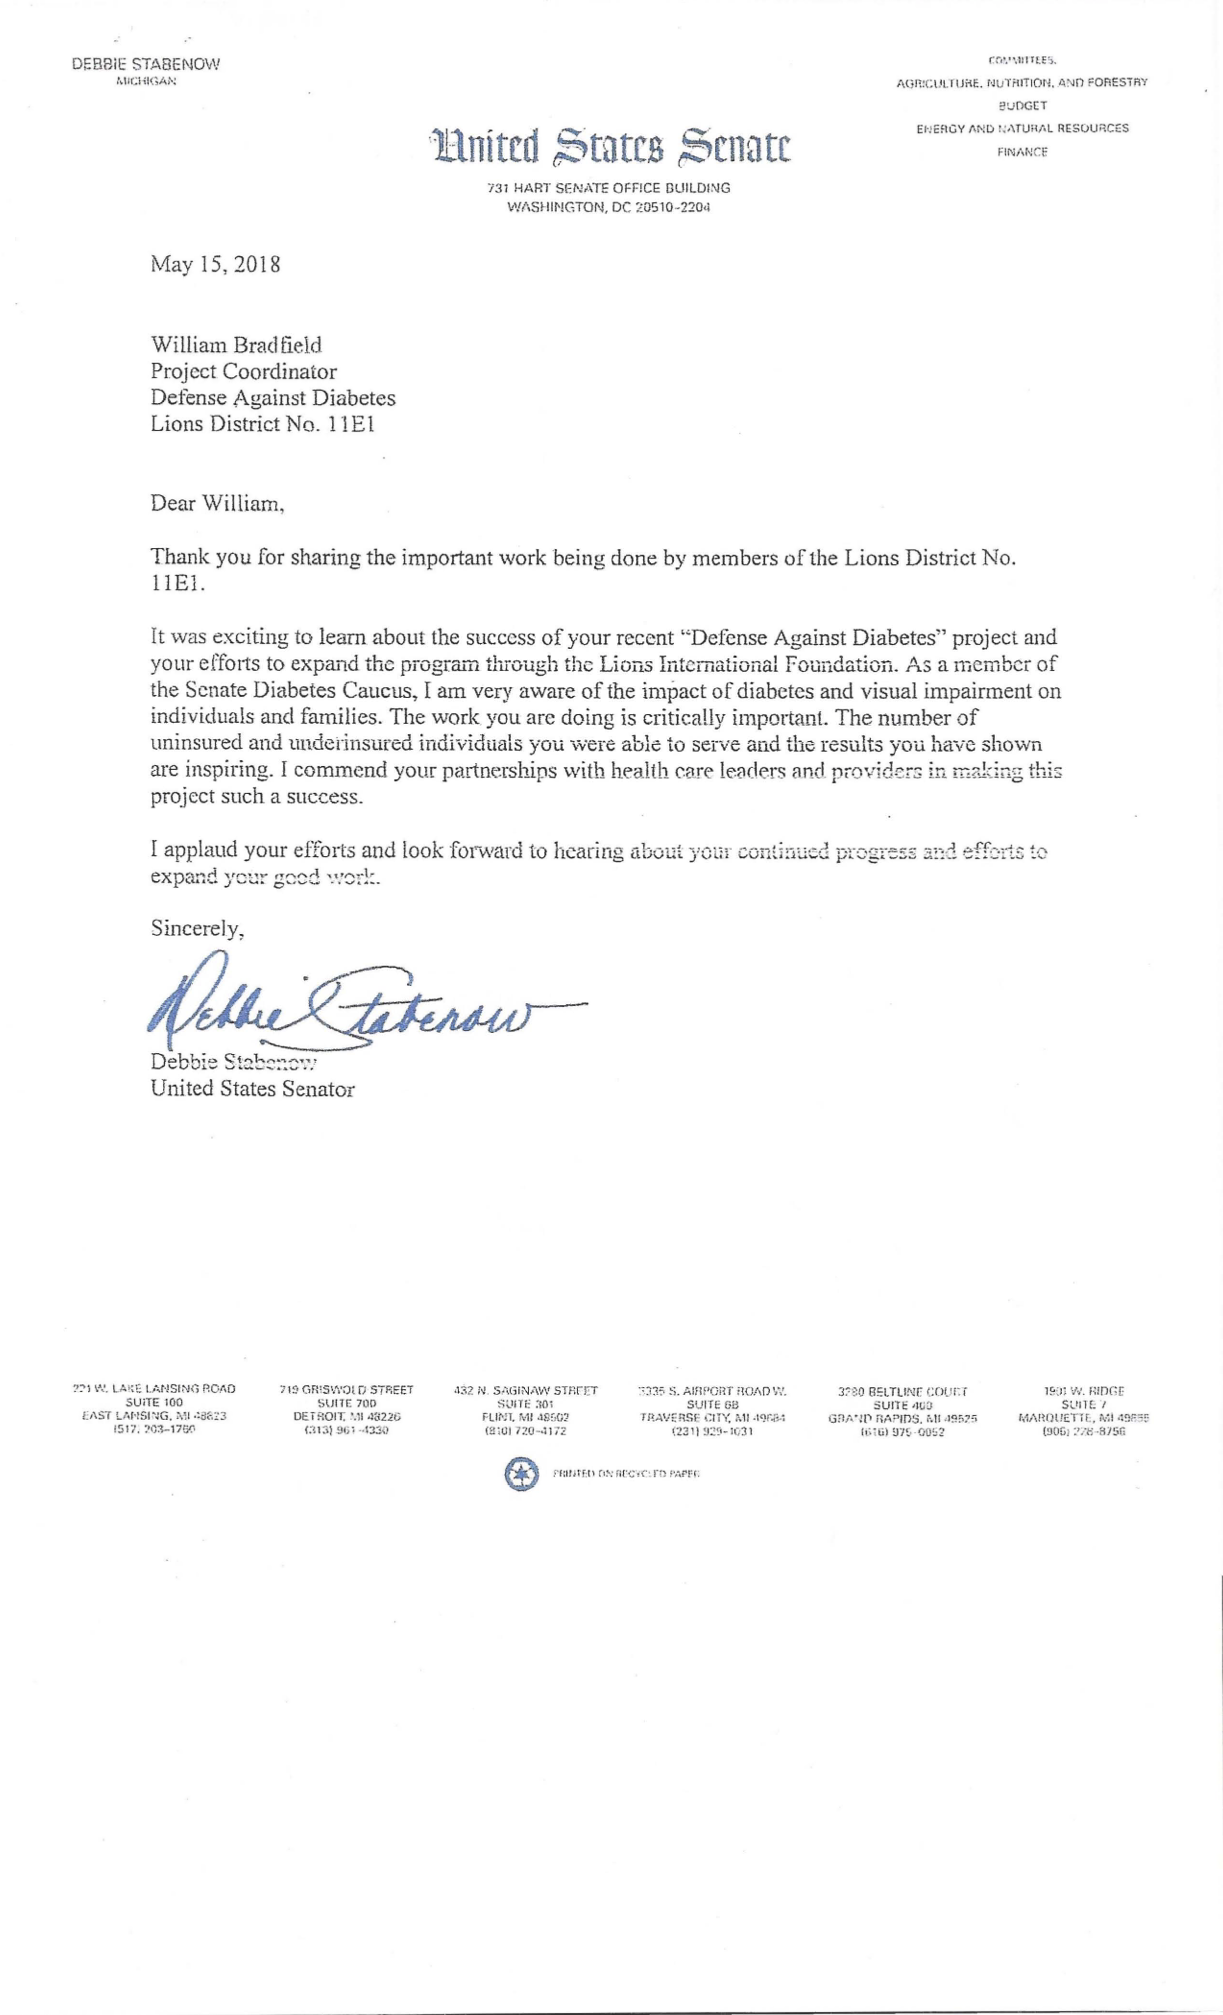 DEBBIE STABENOW
MICHIGAN
COMMITTEES:
AGRICULTURE, NUTRITION, AND FORESTRY
BUDGET
ENERGY AND NATURAL RESOURCES
FINANCE
United States Senate
731 HART SENATE OFFICE BUILDING
WASHINGTON, DC 20510-2204
May 15, 2018
William Bradfield
Project Coordinator
Defense Against Diabetes
Lions District No. 11E1
Dear William,
Thank you for sharing the important work being done by members of the Lions District No.
11E1.
It was exciting to learn about the success of your recent “Defense Against Diabetes” project and
your efforts to expand the program through the Lions International Foundation. As a member of
the Senate Diabetes Caucus, I am very aware of the impact of diabetes and visual impairment on
individuals and families. The work you are doing is critically important. The number of
uninsured and underinsured individuals you were able to serve and the results you have shown
are inspiring. I commend your partnerships with health care leaders and providers in making this
project such a success.
I applaud your efforts and look forward to hearing about your continued progress and efforts to
expand your good work.
Sincerely,
Debbie Stabenow
Debbie Stabenow
United States Senator
221 W. LAKE LANSING ROAD
SUITE 100
EAST LANSING, MI 48823
(517) 203-1760
719 GRISWOLD STREET
SUITE 700
DETROIT, MI 48226
(313) 961-4330
432 N. SAGINAW STREET
SUITE 301
FLINT, MI 48502
(810) 720-4172
3335 S. AIRPORT ROAD W.
SUITE 6B
TRAVERSE CITY, MI 49684
(231) 929-1031
3280 BELTLINE COURT
SUITE 400
GRAND RAPIDS, MI 49525
(616) 975-0052
1901 W. RIDGE
SUITE 7
MARQUETTE, MI 49855
(906) 228-8756
PRINTED ON RECYCLED PAPER